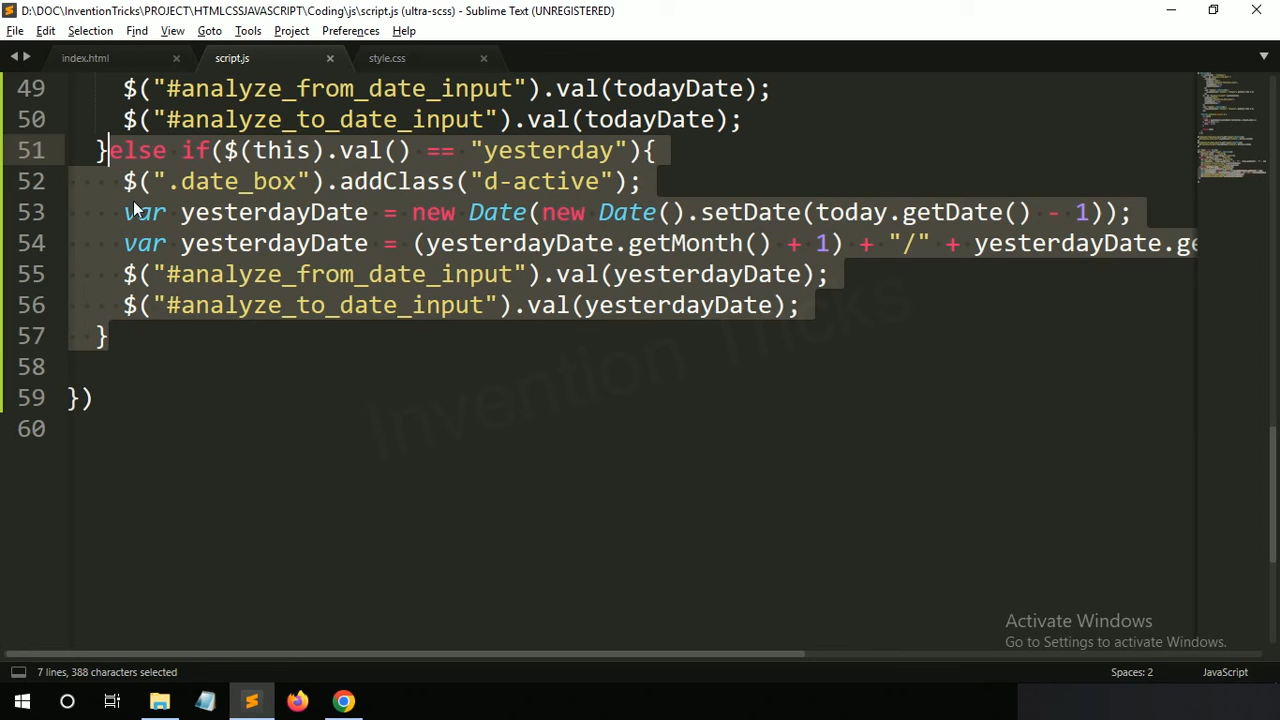 D:\DOC\InventionTricks\PROJECT\HTMLCSSJAVASCRIPT\Coding\js\script.js (ultra-scss) - Sublime Text (UNREGISTERED)
File Edit Selection Find View Goto Tools Project Preferences Help
index.html script.js style.css
49 $("#analyze_from_date_input").val(todayDate);
50 $("#analyze_to_date_input").val(todayDate);
51 }else if($(this).val() == "yesterday"){
52 $(".date_box").addClass("d-active");
53 var yesterdayDate = new Date(new Date().setDate(today.getDate() - 1));
54 var yesterdayDate = (yesterdayDate.getMonth() + 1) + "/" + yesterdayDate.ge
55 $("#analyze_from_date_input").val(yesterdayDate);
56 $("#analyze_to_date_input").val(yesterdayDate);
57 }
58
59 })
60
Invention Tricks
Activate Windows
Go to Settings to activate Windows.
7 lines, 388 characters selected Spaces: 2 JavaScript